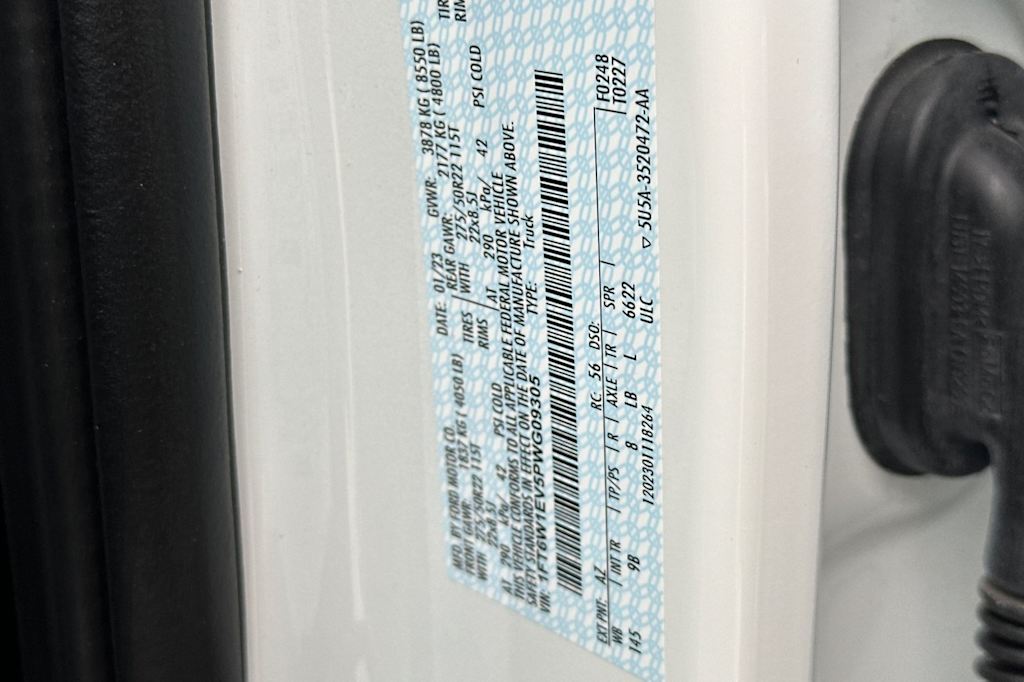 MFD. BY FORD MOTOR CO. DATE: 01/23 GVWR: 3878 KG ( 8550 LB)
FRONT GAWR: 1837 KG ( 4050 LB) REAR GAWR: 2177 KG ( 4800 LB)
WITH 275/50R22 115T TIRES WITH 275/50R22 115T TIR
22x8.5J RIMS 22x8.5J RIM
AT 290 kPa/ 42 PSI COLD AT 290 kPa/ 42 PSI COLD
THIS VEHICLE CONFORMS TO ALL APPLICABLE FEDERAL MOTOR VEHICLE
SAFETY STANDARDS IN EFFECT ON THE DATE OF MANUFACTURE SHOWN ABOVE.
VIN: 1FT6W1EV5PWG09305 TYPE: Truck
EXT PNT: AZ RC: 56 DSO: F0248
WB INT TR TP/PS R AXLE TR SPR T0227
145 9B 8 LB L 6622
1202301118264 ULC ▽ 5U5A-3520472-AA